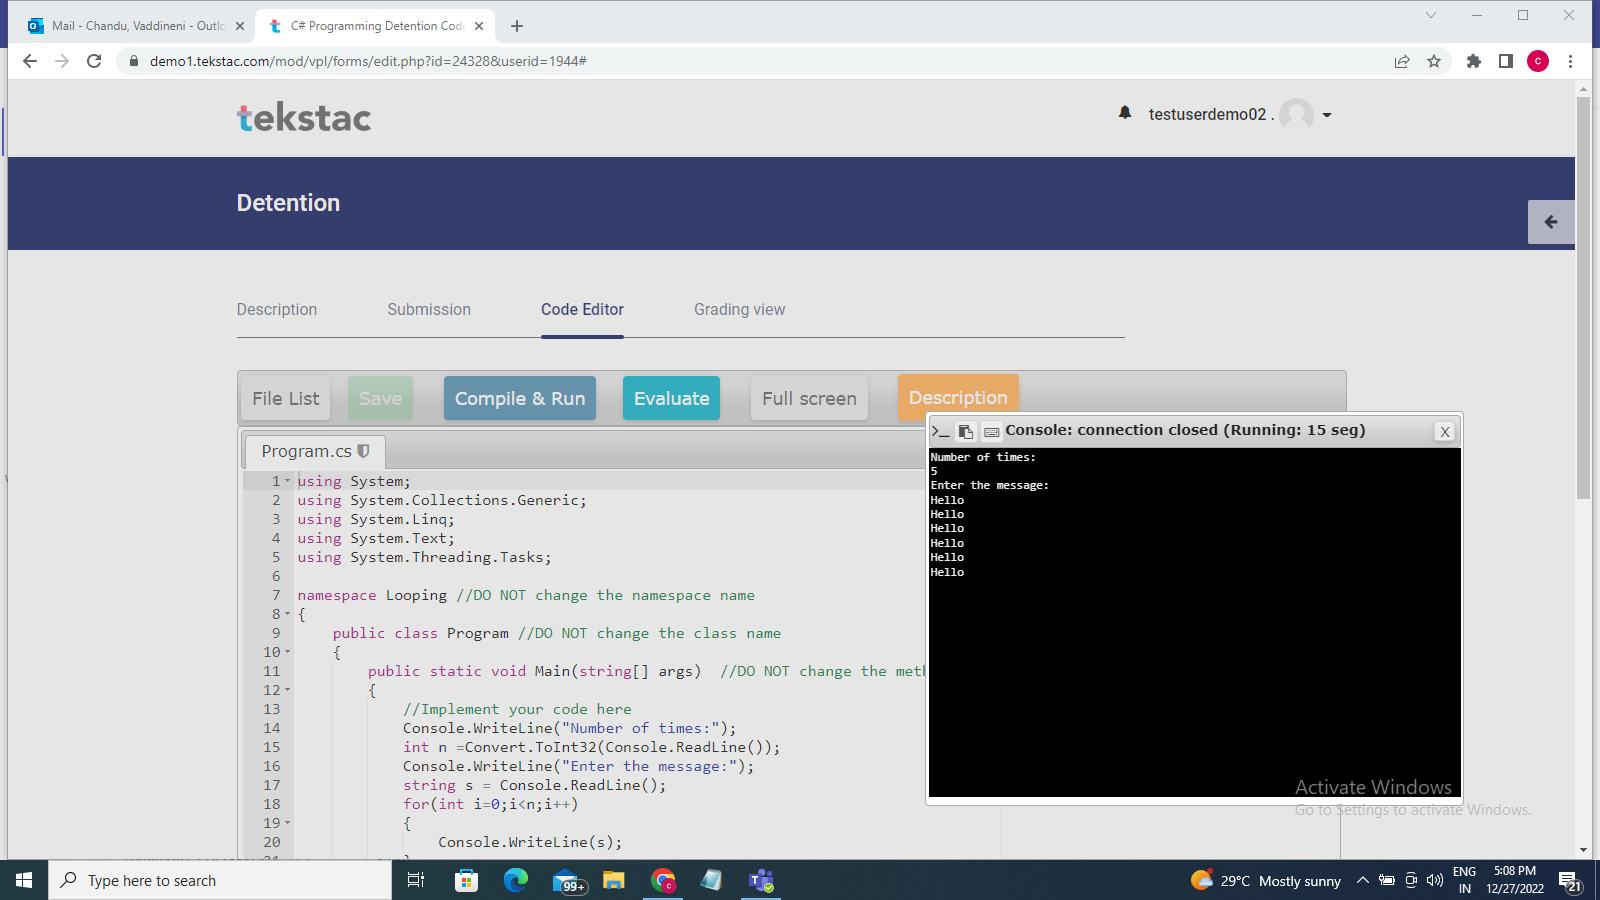 Mail - Chandu, Vaddineni - Outlo
C# Programming Detention Code
demo1.tekstac.com/mod/vpl/forms/edit.php?id=24328&userid=1944#
c
tekstac
testuserdemo02 .
Detention
Description
Submission
Code Editor
Grading view
File List
Save
Compile & Run
Evaluate
Full screen
Description
Console: connection closed (Running: 15 seg)
X
Number of times:
5
Enter the message:
Hello
Hello
Hello
Hello
Hello
Hello
Program.cs
1 using System;
2 using System.Collections.Generic;
3 using System.Linq;
4 using System.Text;
5 using System.Threading.Tasks;
6
7 namespace Looping //DO NOT change the namespace name
8 {
9 public class Program //DO NOT change the class name
10 {
11 public static void Main(string[] args) //DO NOT change the meth
12 {
13 //Implement your code here
14 Console.WriteLine("Number of times:");
15 int n =Convert.ToInt32(Console.ReadLine());
16 Console.WriteLine("Enter the message:");
17 string s = Console.ReadLine();
18 for(int i=0;i<n;i++)
19 {
20 Console.WriteLine(s);
Activate Windows
Go to Settings to activate Windows.
Type here to search
99+
29°C Mostly sunny
ENG
IN
5:08 PM
12/27/2022
21